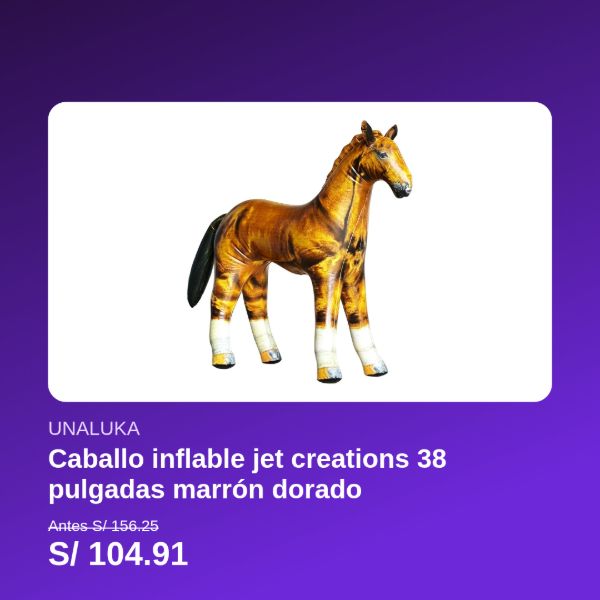 UNALUKA
Caballo inflable jet creations 38
pulgadas marrón dorado
Antes S/ 156.25
S/ 104.91